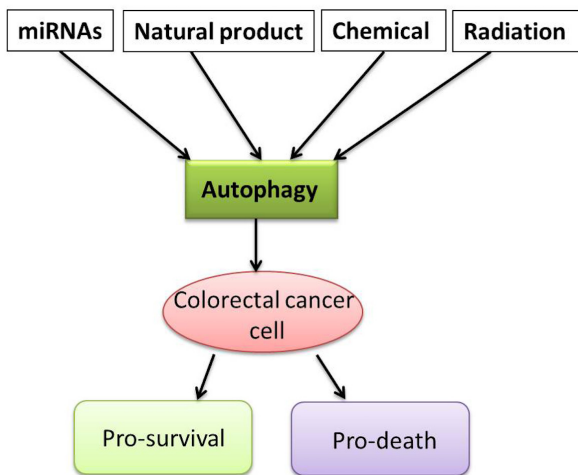 miRNAs
Natural product
Chemical
Radiation
Autophagy
Colorectal cancer
cell
Pro-survival
Pro-death